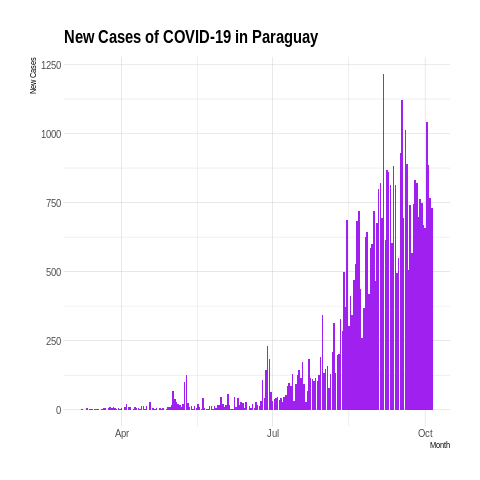 New Cases of COVID-19 in Paraguay
New Cases
1250
1000
750
500
250
0
Apr
Jul
Oct
Month